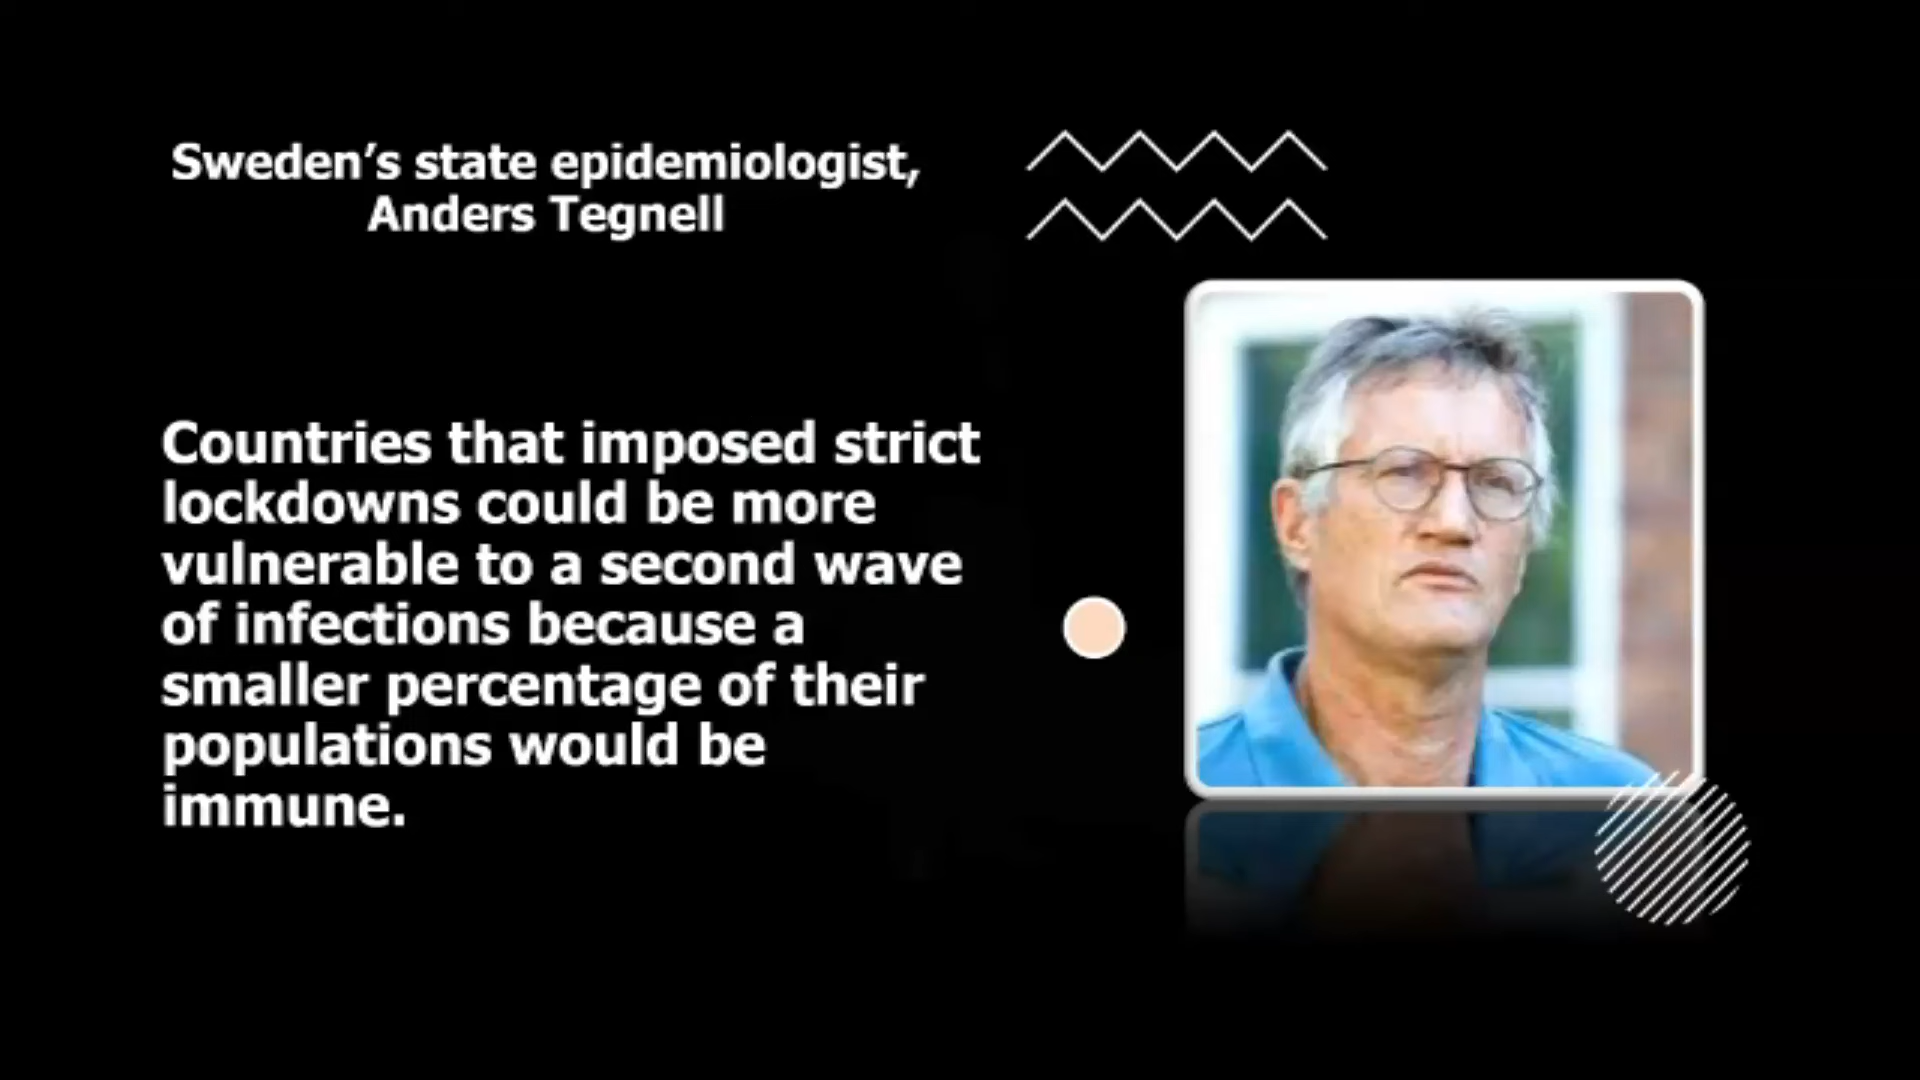 Sweden’s state epidemiologist,
Anders Tegnell
Countries that imposed strict
lockdowns could be more
vulnerable to a second wave
of infections because a
smaller percentage of their
populations would be
immune.